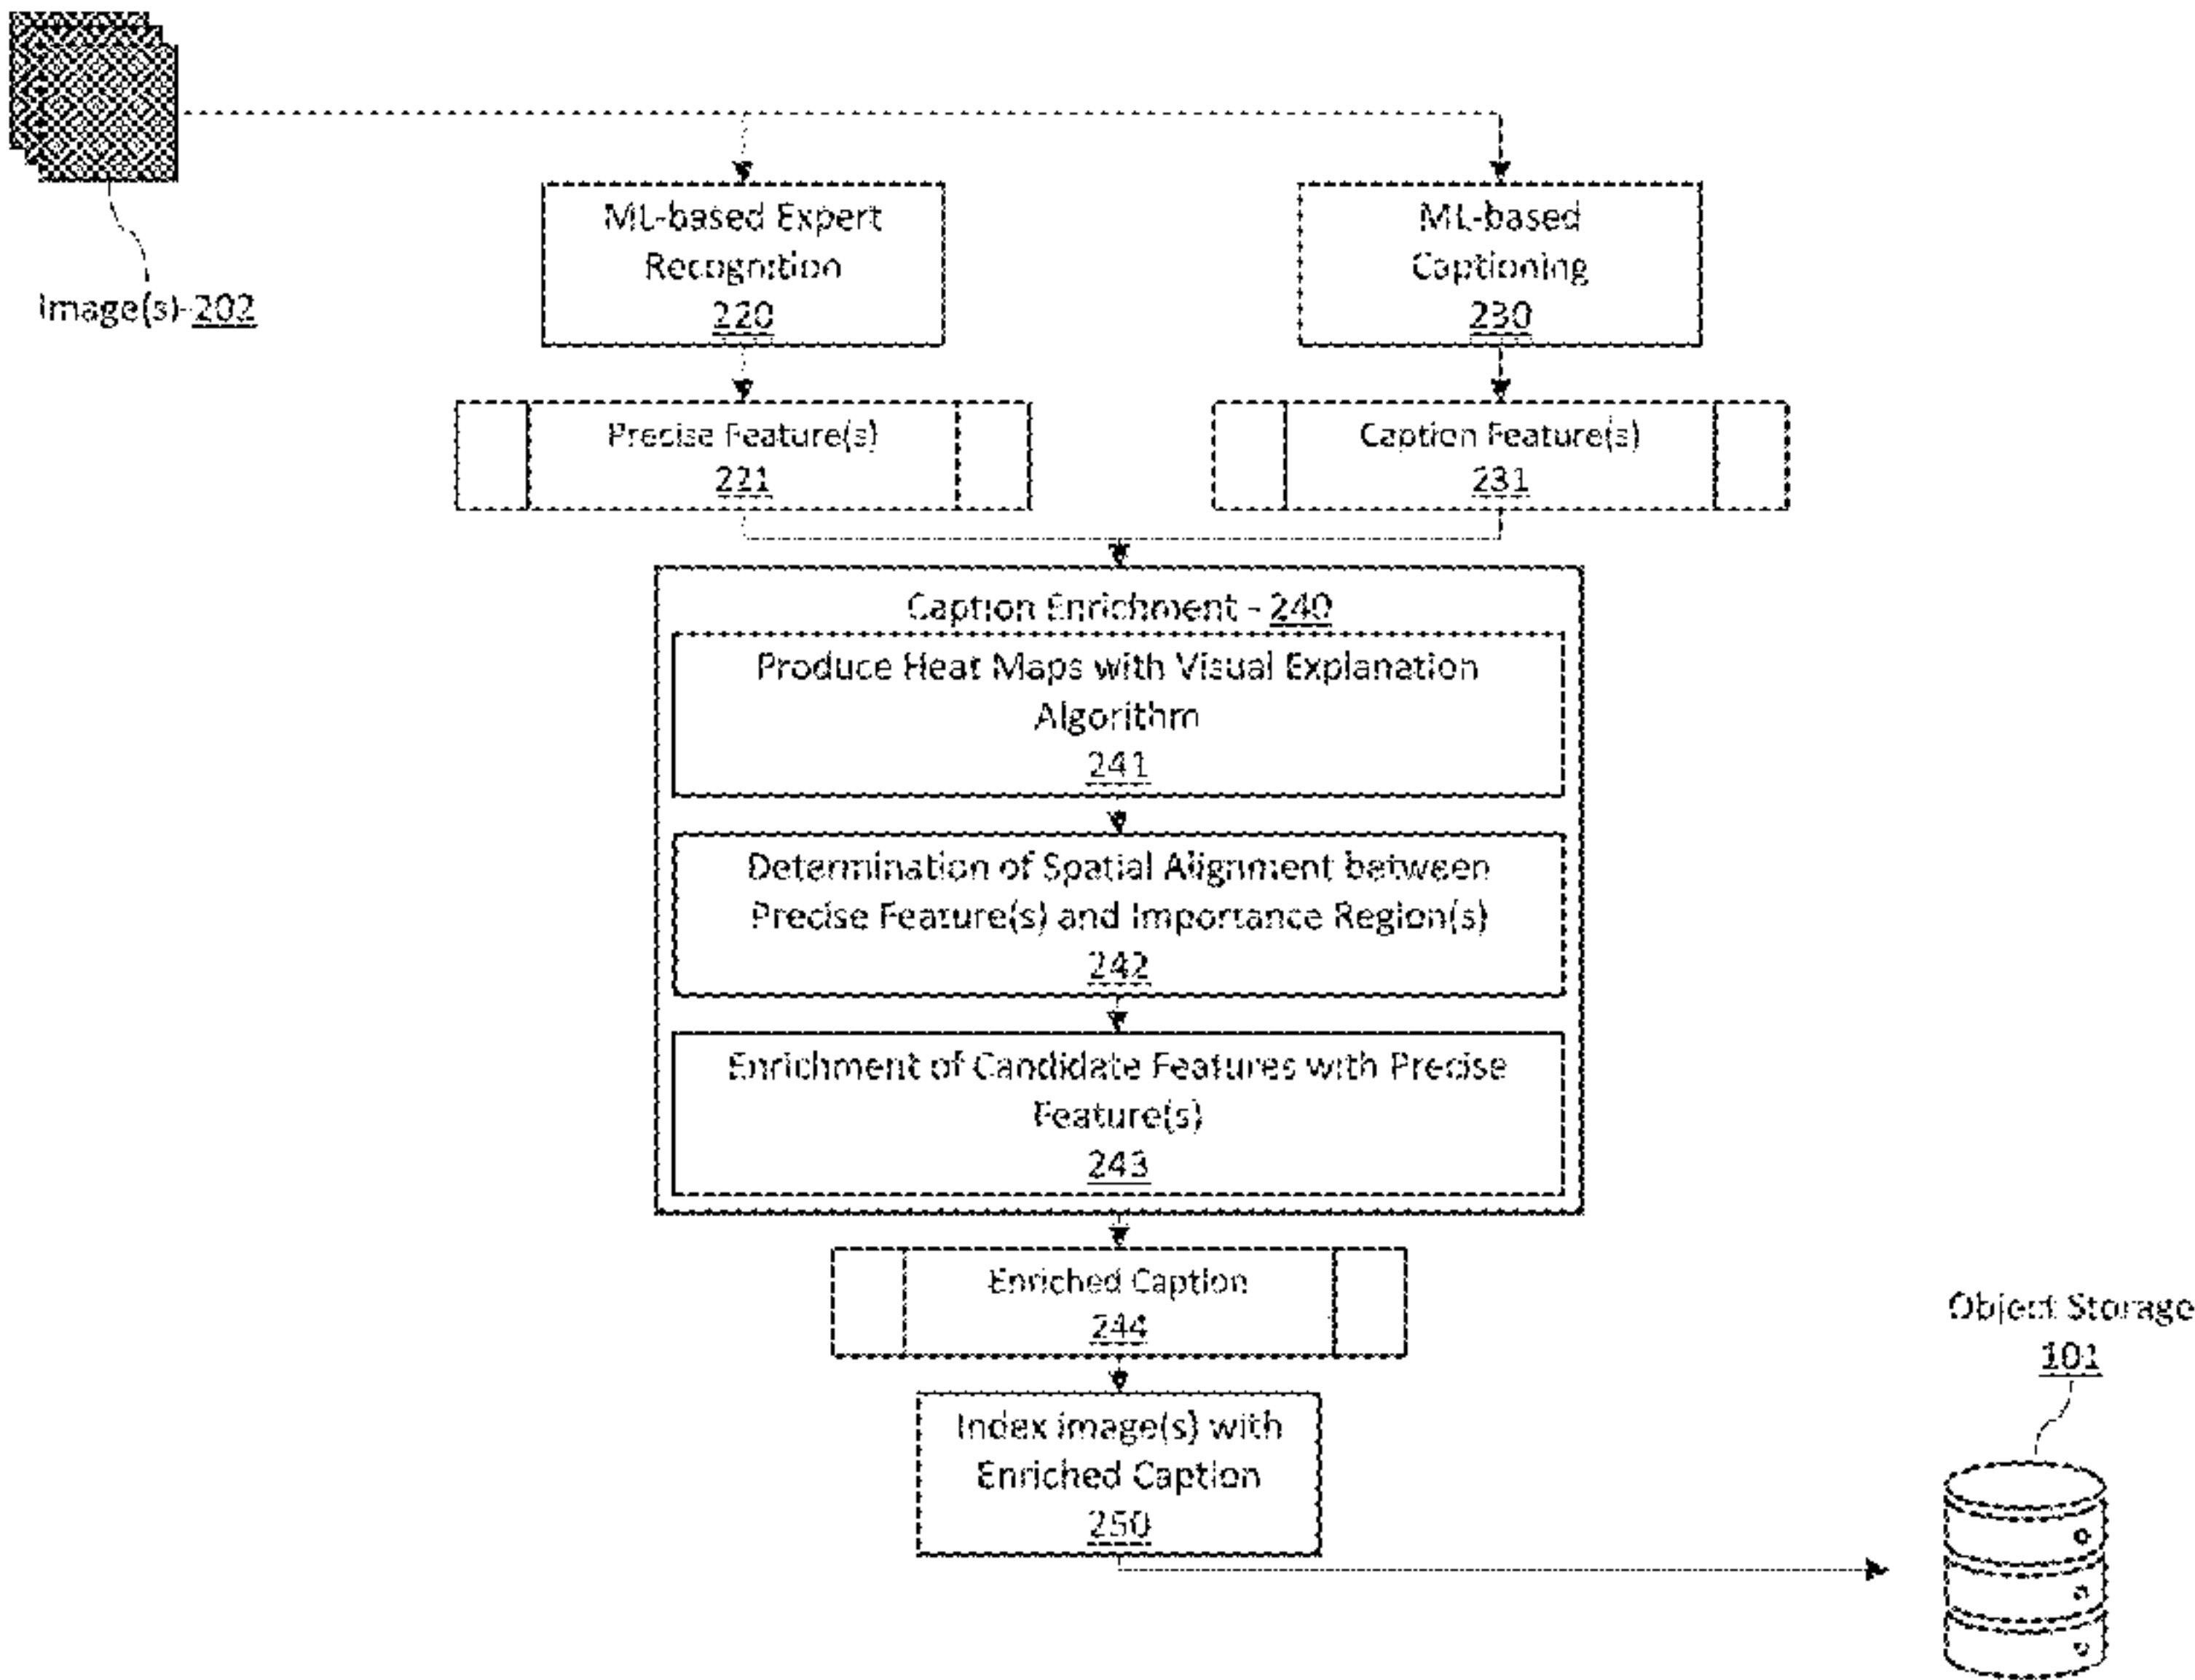 ML-based Expert
Recognition
220
ML-based
Captioning
230
Image(s)-202
Precise Feature(s)
221
Caption Feature(s)
231
Caption Enrichment - 240
Produce Heat Maps with Visual Explanation
Algorithm
241
Determination of Spatial Alignment between
Precise Feature(s) and Importance Region(s)
242
Enrichment of Candidate Features with Precise
Feature(s)
243
Enriched Caption
244
Object Storage
101
Index image(s) with
Enriched Caption
250